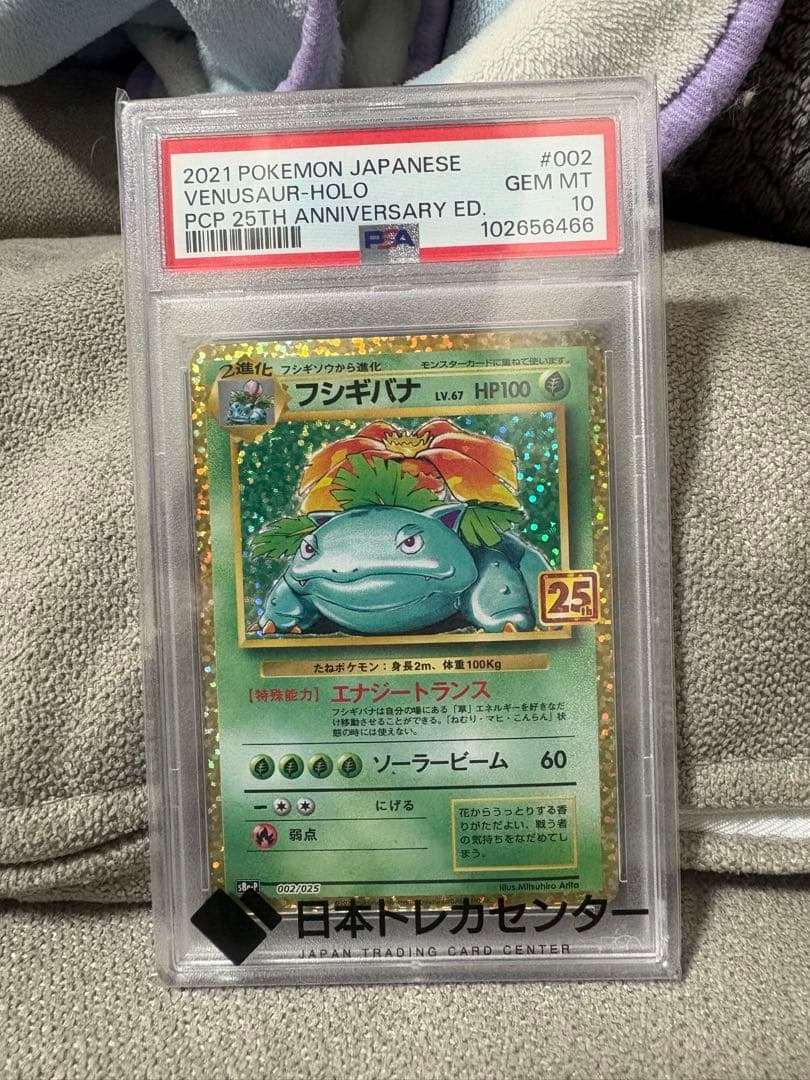 2021 POKEMON JAPANESE #002
VENUSAUR-HOLO GEM MT
PCP 25TH ANNIVERSARY ED. 10
PSA 102656466
2進化 フシギソウから進化 モンスターカードに重ねて使います。
フシギバナ LV.67 HP100
25th
たねポケモン：身長2m、体重100Kg
【特殊能力】エナジートランス
フシギバナは自分の場にある「草」エネルギーを好きなだ
け移動させることができる。「ねむり・マヒ・こんらん」状
態の時には使えない。
ソーラービーム 60
にげる
弱点
花からうっとりする香
りがただよい、戦う者
の気持ちをなだめてし
まう。
s8a-P 002/025 Illus.Mitsuhiro Arita
日本トレカセンター
JAPAN TRADING CARD CENTER